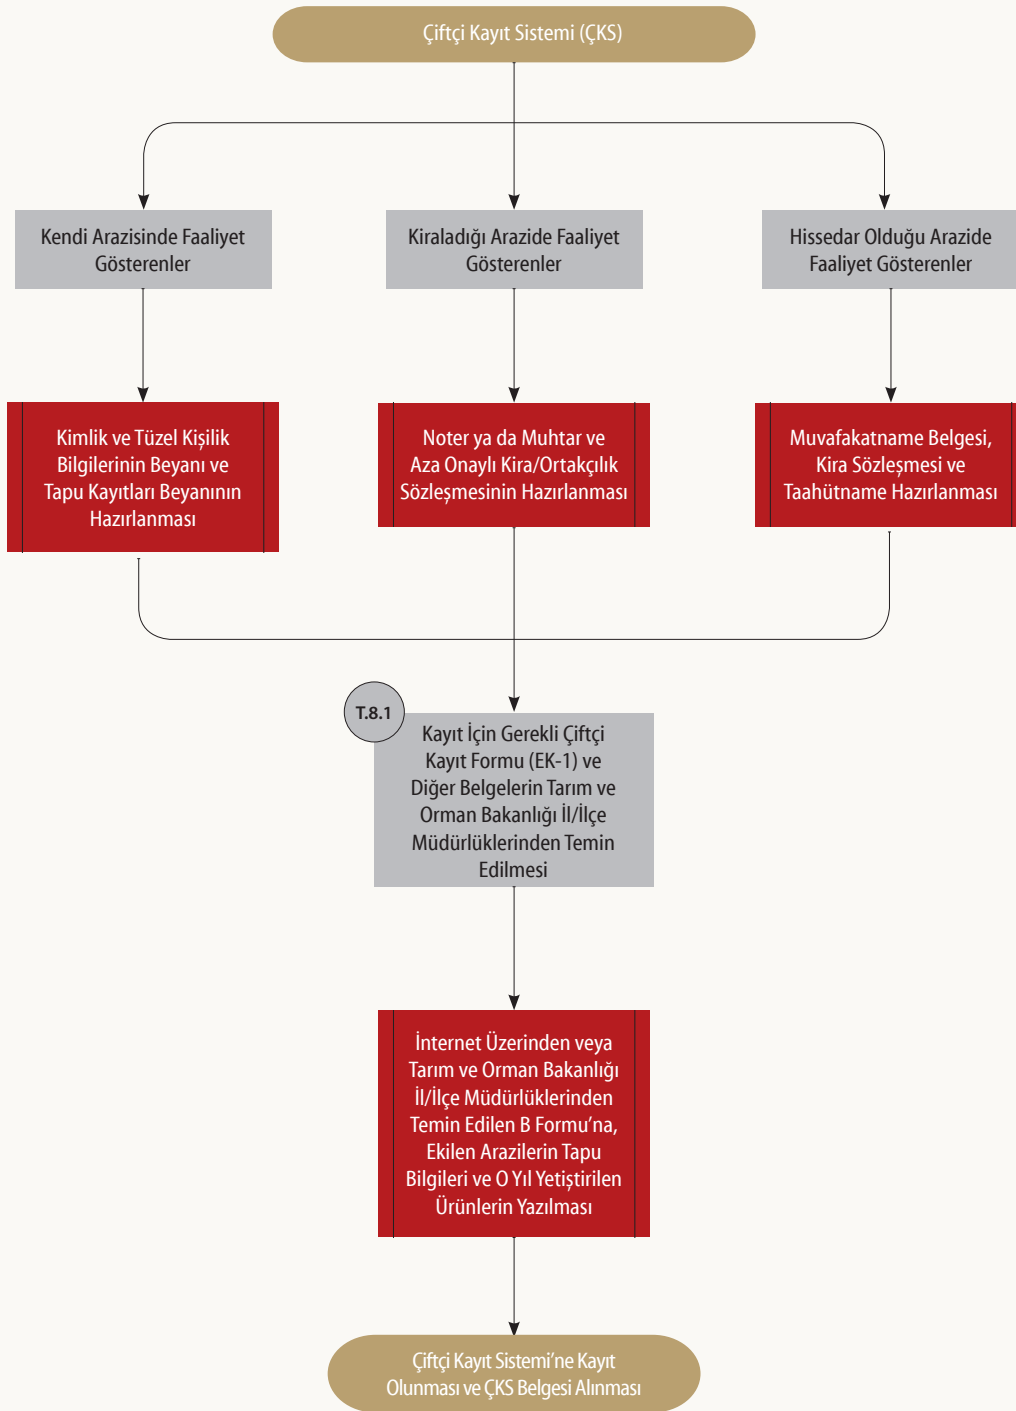 Çiftçi Kayıt Sistemi (ÇKS)
Kendi Arazisinde Faaliyet
Gösterenler
Kiraladığı Arazide Faaliyet
Gösterenler
Hissedar Olduğu Arazide
Faaliyet Gösterenler
Kimlik ve Tüzel Kişilik
Bilgilerinin Beyanı ve
Tapu Kayıtları Beyanının
Hazırlanması
Noter ya da Muhtar ve
Aza Onaylı Kira/Ortakçılık
Sözleşmesinin Hazırlanması
Muvafakatname Belgesi,
Kira Sözleşmesi ve
Taahütname Hazırlanması
T.8.1
Kayıt İçin Gerekli Çiftçi
Kayıt Formu (EK-1) ve
Diğer Belgelerin Tarım ve
Orman Bakanlığı İl/İlçe
Müdürlüklerinden Temin
Edilmesi
İnternet Üzerinden veya
Tarım ve Orman Bakanlığı
İl/İlçe Müdürlüklerinden
Temin Edilen B Formu’na,
Ekilen Arazilerin Tapu
Bilgileri ve O Yıl Yetiştirilen
Ürünlerin Yazılması
Çiftçi Kayıt Sistemi’ne Kayıt
Olunması ve ÇKS Belgesi Alınması